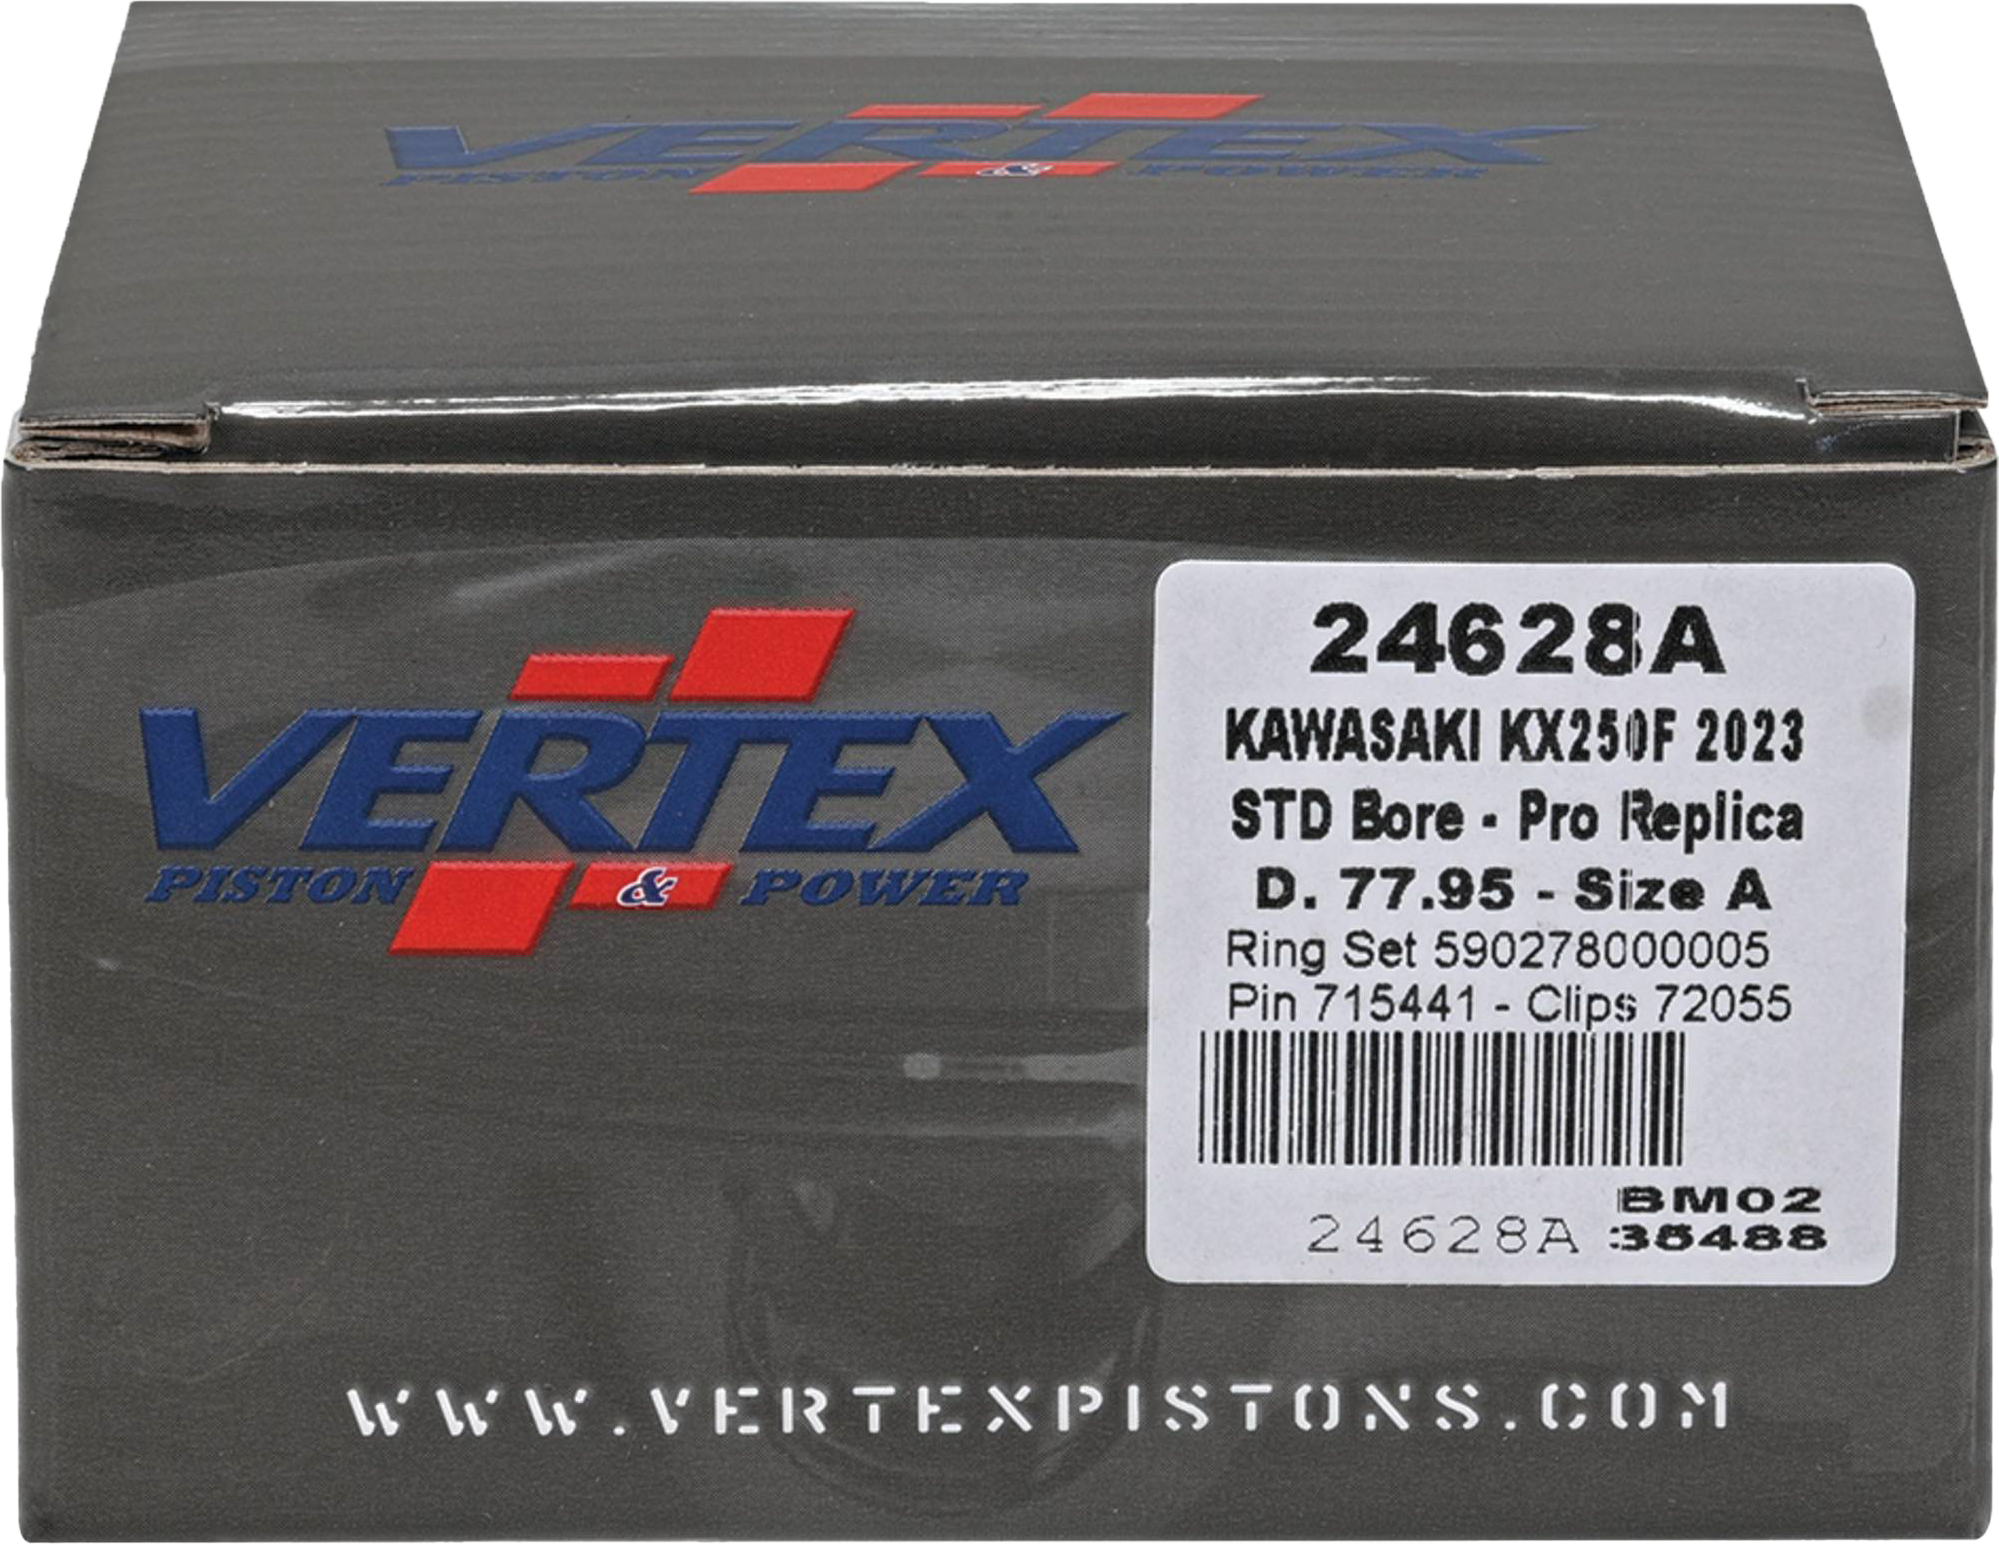 VERTEX
PISTON & POWER
VERTEX
PISTON & POWER
24628A
KAWASAKI KX250F 2023
STD Bore - Pro Replica
D. 77.95 - Size A
Ring Set 590278000005
Pin 715441 - Clips 72055
BM02
24628A 35488
WWW.VERTEXPISTONS.COM